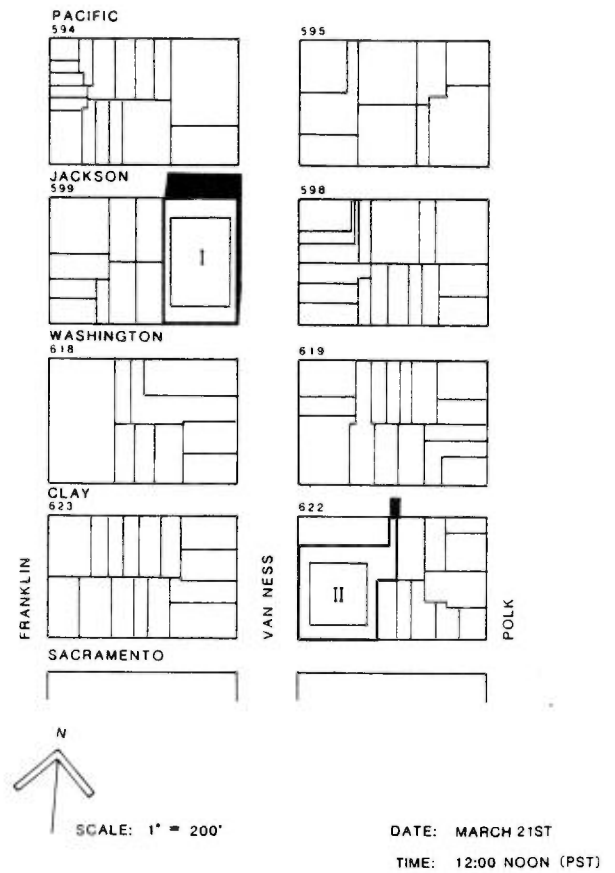 PACIFIC
594
595
JACKSON
599
598
I
WASHINGTON
618
619
CLAY
623
622
II
FRANKLIN
VAN NESS
POLK
SACRAMENTO
N
SCALE: 1" = 200'
DATE: MARCH 21ST
TIME: 12:00 NOON (PST)